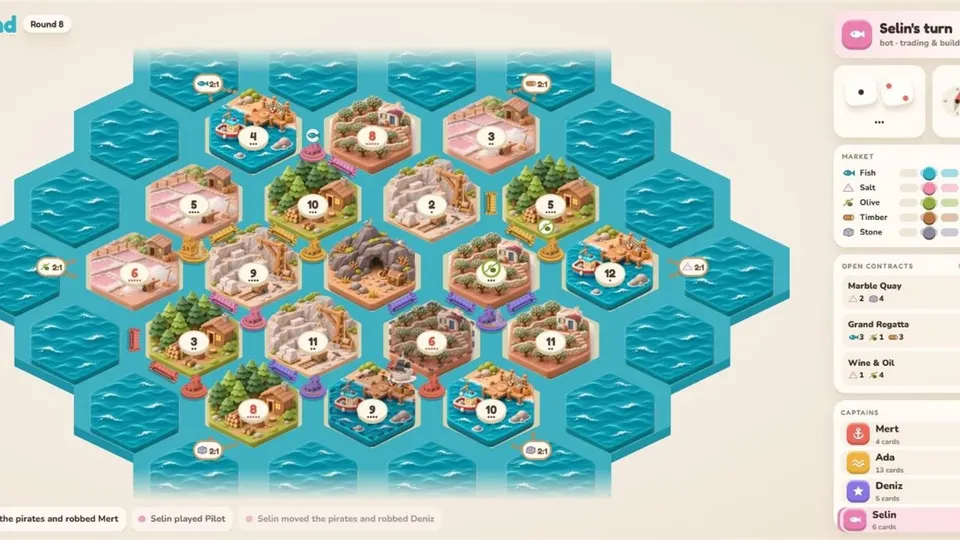 nd
Round 8
Selin's turn
bot · trading & build
2:1
2:1
4
8
3
MARKET
Fish
Salt
Olive
Timber
Stone
5
10
2
5
2:1
6
9
12
2:1
OPEN CONTRACTS
Marble Quay
2 4
Grand Regatta
3 1 3
Wine & Oil
1 4
3
11
6
11
8
9
10
2:1
2:1
CAPTAINS
Mert
4 cards
Ada
13 cards
Deniz
5 cards
Selin
6 cards
the pirates and robbed Mert
Selin played Pilot
Selin moved the pirates and robbed Deniz